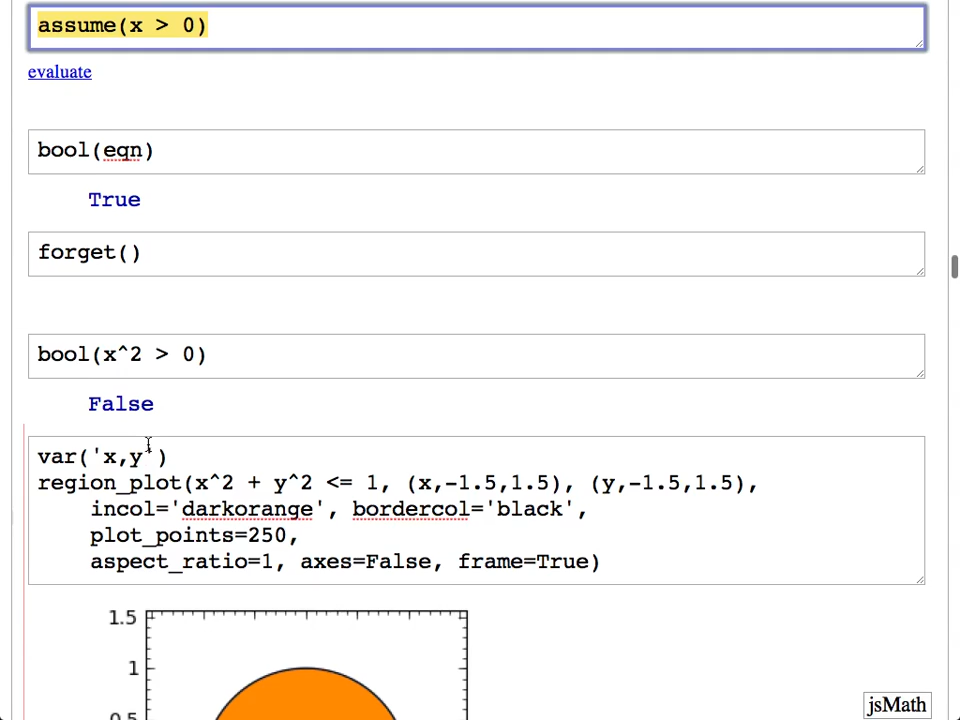 assume(x > 0)
evaluate
bool(eqn)
True
forget()
bool(x^2 > 0)
False
var('x,y')
region_plot(x^2 + y^2 <= 1, (x,-1.5,1.5), (y,-1.5,1.5),
incol='darkorange', bordercol='black',
plot_points=250,
aspect_ratio=1, axes=False, frame=True)
1.5
1
0.5
jsMath